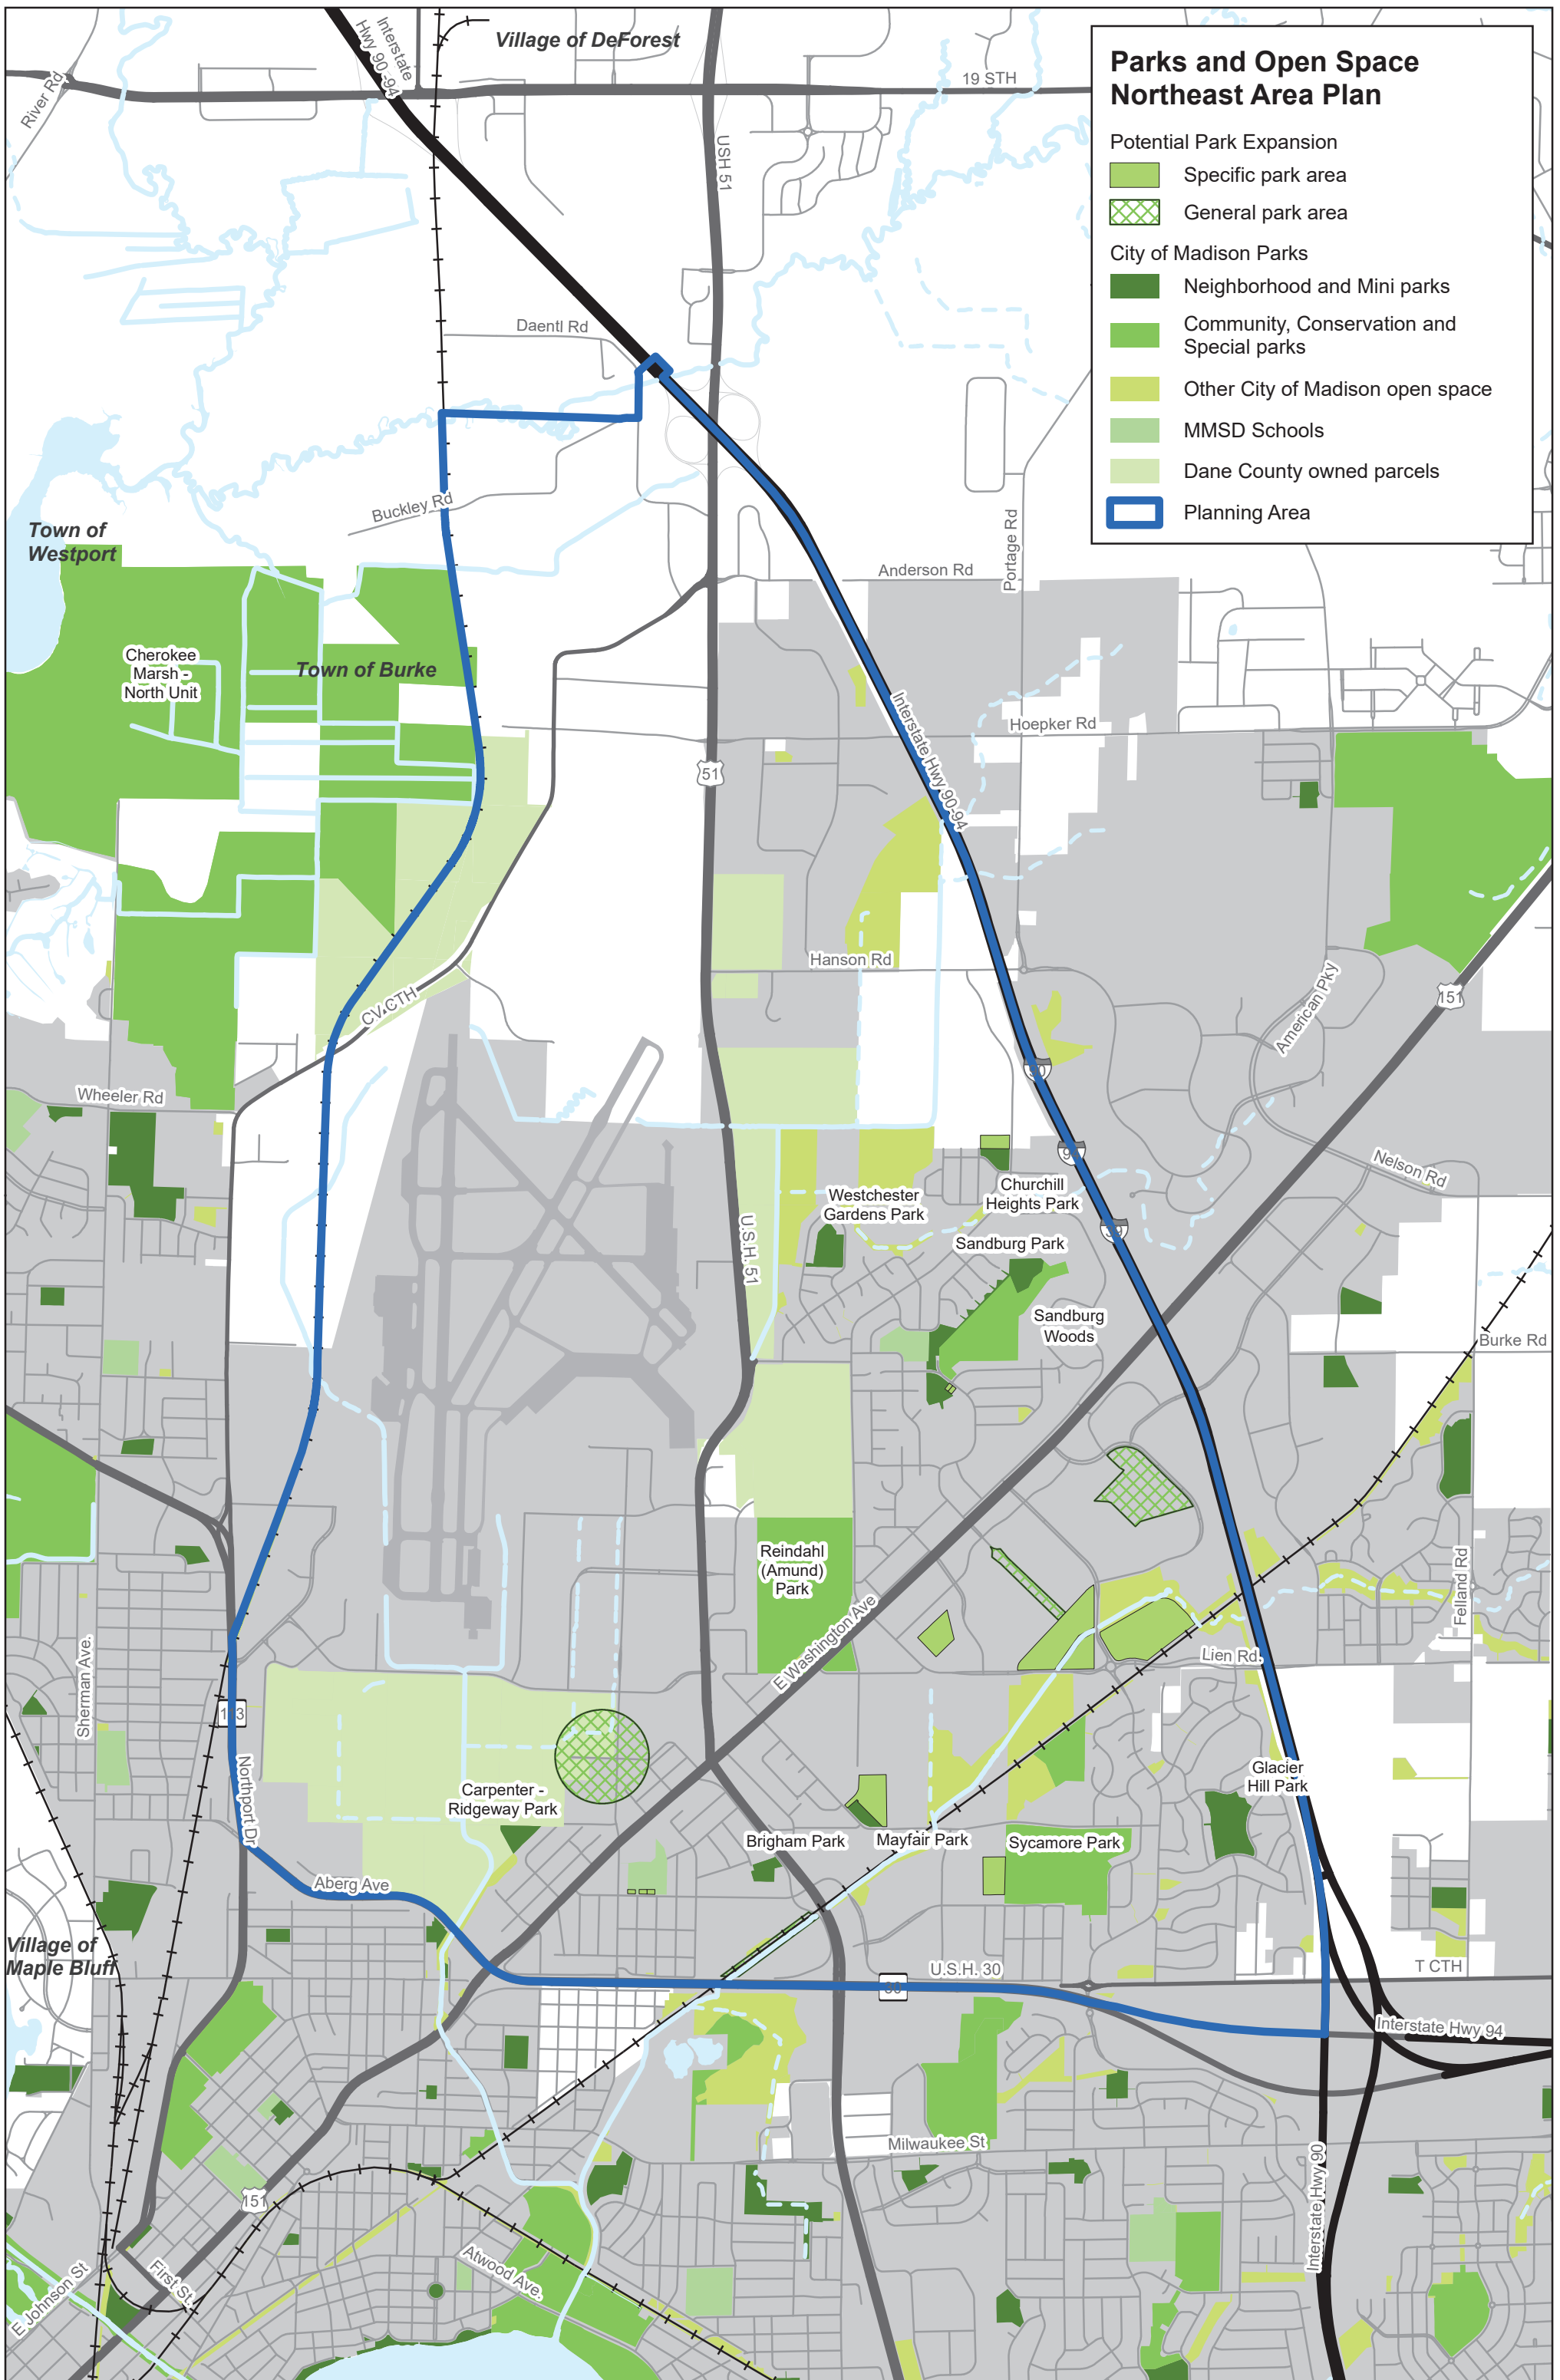 Parks and Open Space
Northeast Area Plan
Potential Park Expansion
Specific park area
General park area
City of Madison Parks
Neighborhood and Mini parks
Community, Conservation and
Special parks
Other City of Madison open space
MMSD Schools
Dane County owned parcels
Planning Area
Village of DeForest
Interstate
Hwy 90-94
River Rd
19 STH
USH 51
Daentl Rd
Buckley Rd
Town of
Westport
Portage Rd
Anderson Rd
Cherokee
Marsh -
North Unit
Town of Burke
Interstate Hwy 90-94
Hoepker Rd
51
Hanson Rd
CV CTH
American Pky
151
Wheeler Rd
Nelson Rd
Westchester
Gardens Park
Churchill
Heights Park
U.S.H. 51
Sandburg Park
Sandburg
Woods
Burke Rd
Reindahl
(Amund)
Park
Felland Rd
E Washington Ave
Lien Rd.
Sherman Ave.
Northport Dr
Glacier
Hill Park
Carpenter -
Ridgeway Park
Brigham Park
Mayfair Park
Sycamore Park
Aberg Ave
Village of
Maple Bluff
U.S.H. 30
T CTH
Interstate Hwy 94
Milwaukee St
Interstate Hwy 90
151
First St.
E Johnson St
Atwood Ave.